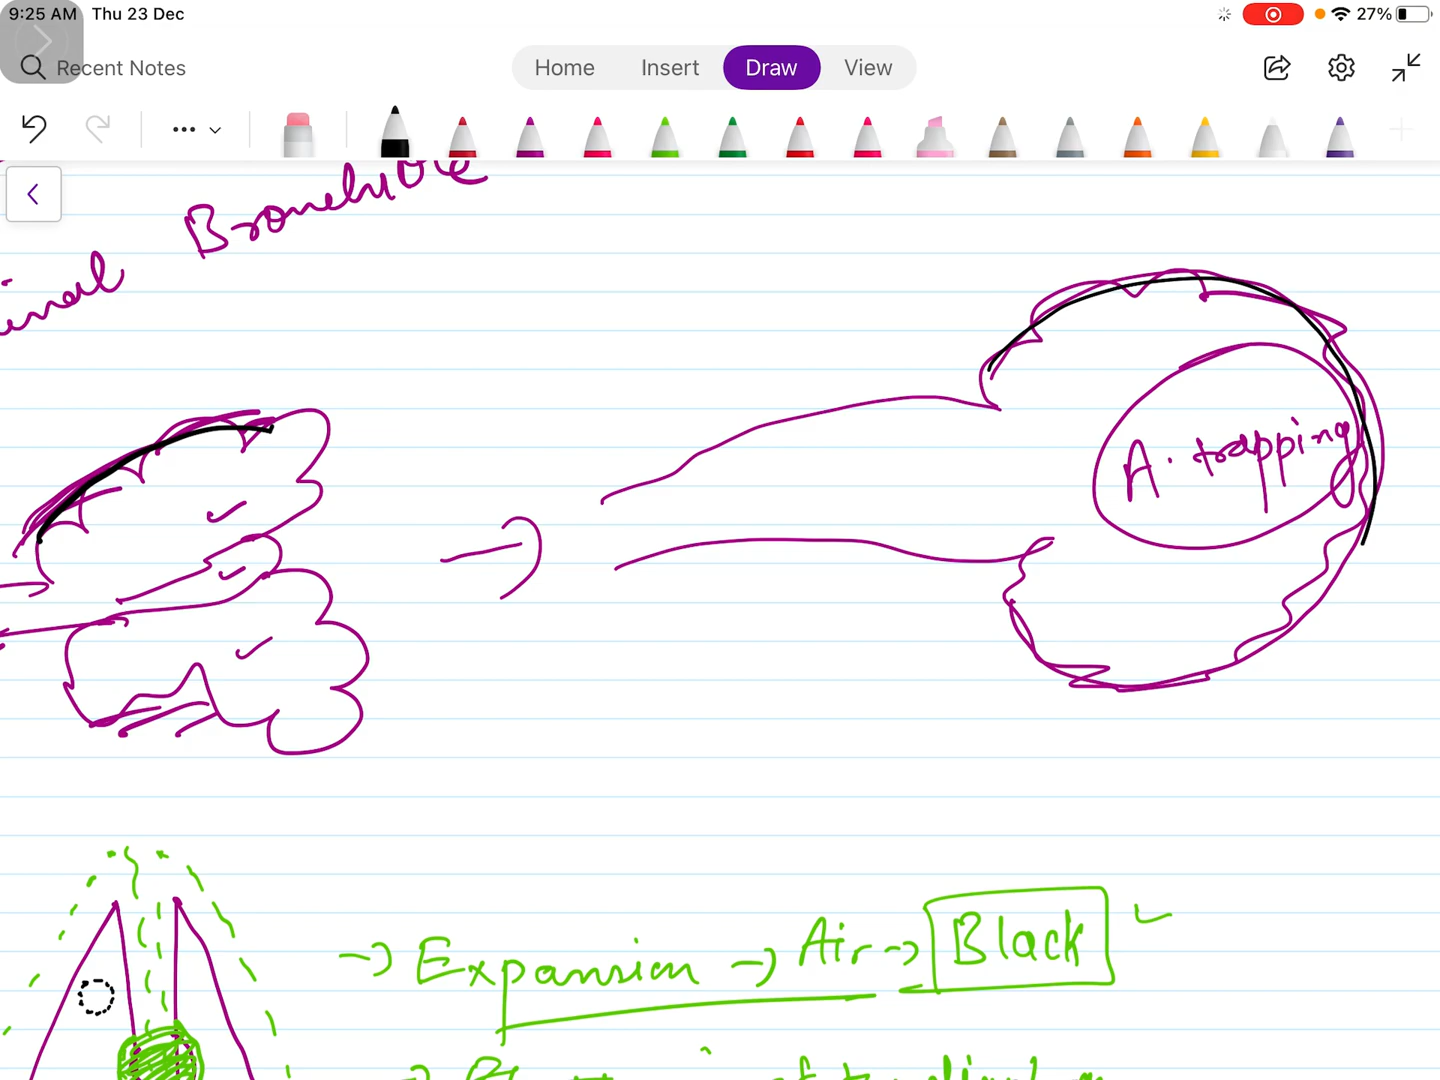 9:25 AM Thu 23 Dec
27%
Recent Notes
Home Insert Draw View
Bronchiole
A. trapping
-> Expansion -> Air -> Black